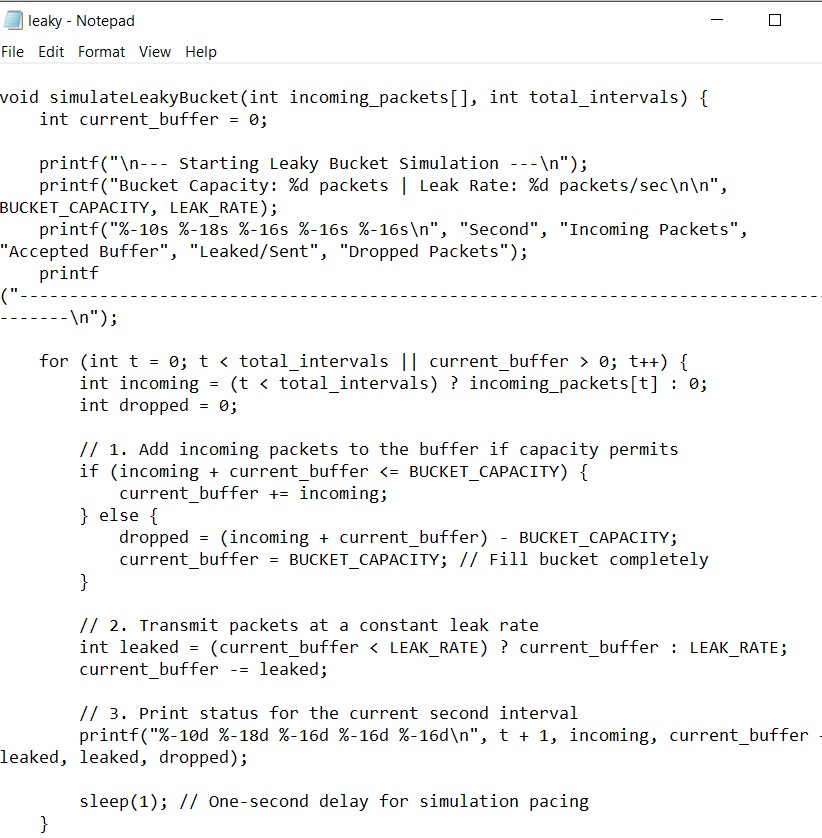 leaky - Notepad
File Edit Format View Help
void simulateLeakyBucket(int incoming_packets[], int total_intervals) {
    int current_buffer = 0;
    printf("\n--- Starting Leaky Bucket Simulation ---\n");
    printf("Bucket Capacity: %d packets | Leak Rate: %d packets/sec\n\n",
BUCKET_CAPACITY, LEAK_RATE);
    printf("%-10s %-18s %-16s %-16s %-16s\n", "Second", "Incoming Packets",
"Accepted Buffer", "Leaked/Sent", "Dropped Packets");
    printf
("--------------------------------------------------------------------------------
-------\n");
    for (int t = 0; t < total_intervals || current_buffer > 0; t++) {
        int incoming = (t < total_intervals) ? incoming_packets[t] : 0;
        int dropped = 0;
        // 1. Add incoming packets to the buffer if capacity permits
        if (incoming + current_buffer <= BUCKET_CAPACITY) {
            current_buffer += incoming;
        } else {
            dropped = (incoming + current_buffer) - BUCKET_CAPACITY;
            current_buffer = BUCKET_CAPACITY; // Fill bucket completely
        }
        // 2. Transmit packets at a constant leak rate
        int leaked = (current_buffer < LEAK_RATE) ? current_buffer : LEAK_RATE;
        current_buffer -= leaked;
        // 3. Print status for the current second interval
        printf("%-10d %-18d %-16d %-16d %-16d\n", t + 1, incoming, current_buffer
leaked, leaked, dropped);
        sleep(1); // One-second delay for simulation pacing
    }